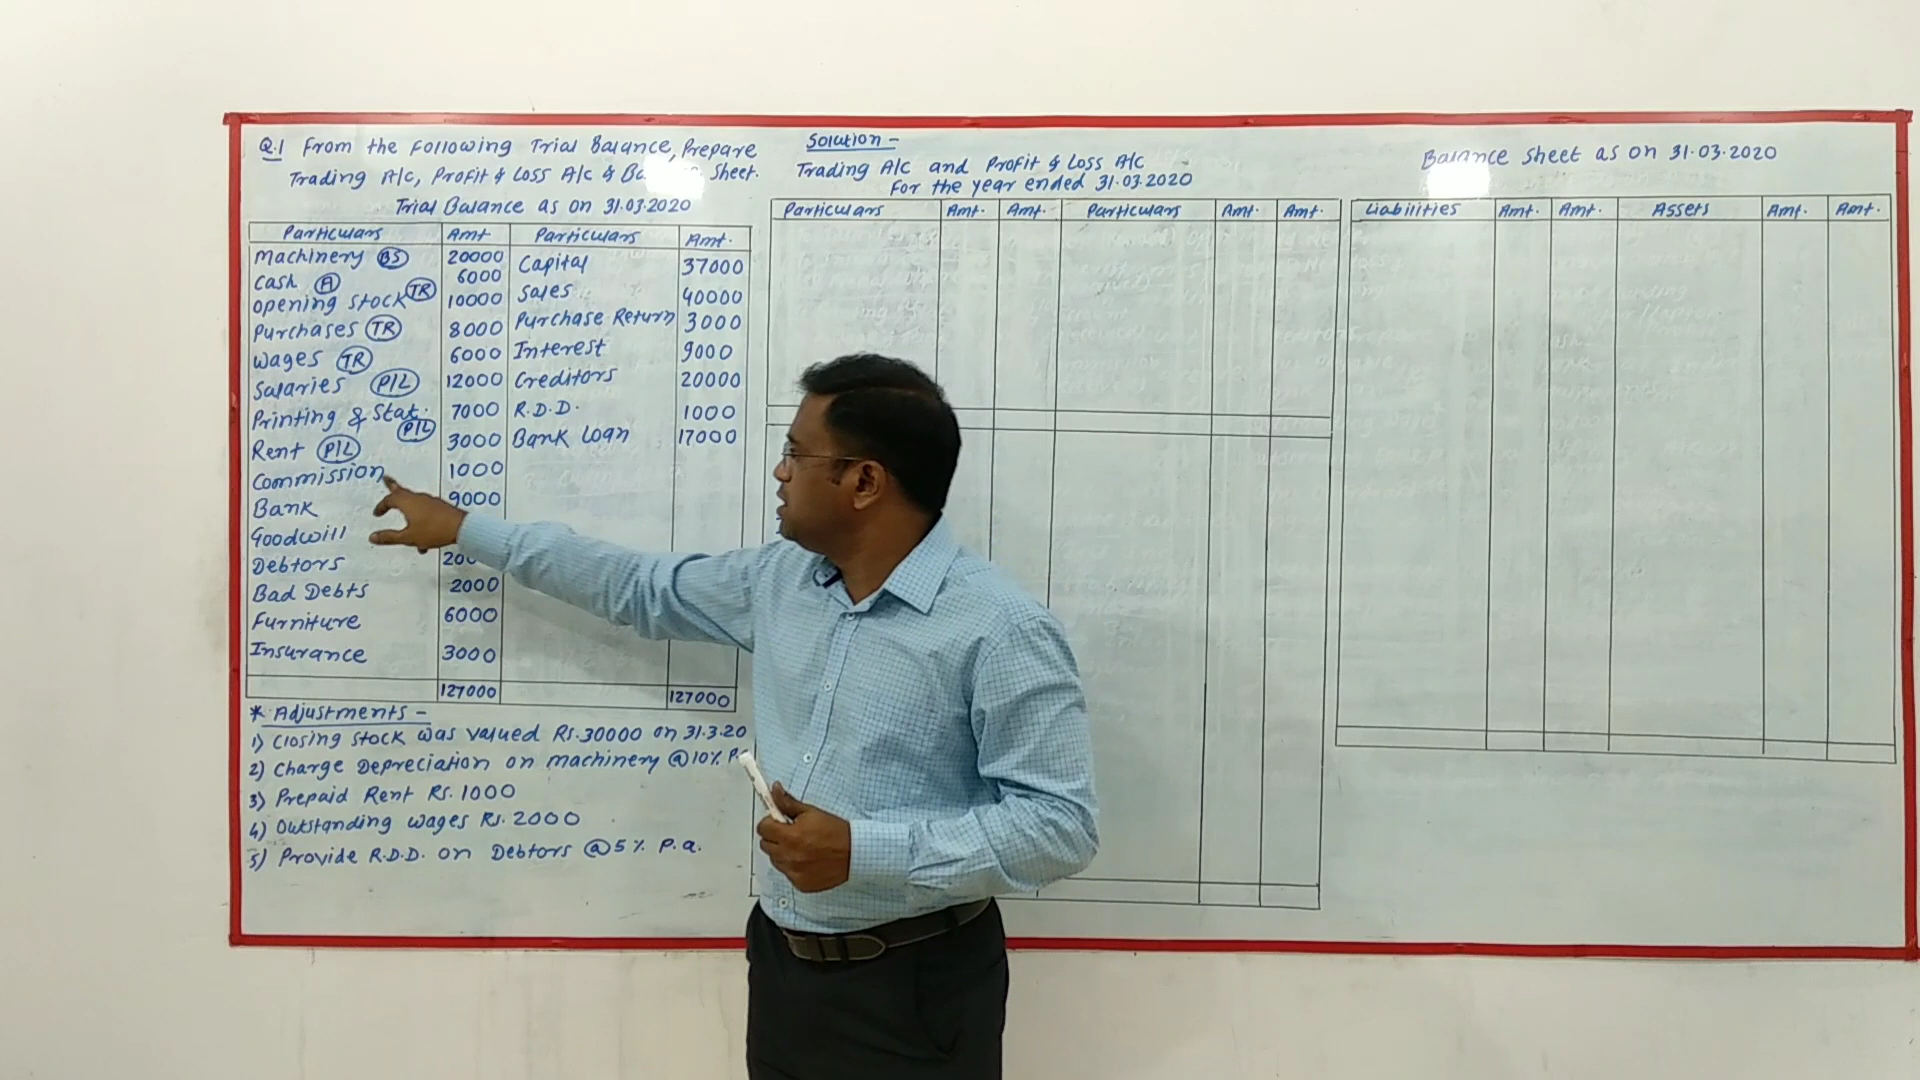 Q.1 From the Following Trial Balance, Prepare
Trading A/c, Profit & Loss A/c & Sheet.
Trial Balance as on 31.03.2020
Particulars Amt Particulars Amt.
Machinery BS 20000 Capital 37000
Cash A 6000 Sales 40000
Opening Stock TR 10000 Purchase Return 3000
Purchases TR 8000 Interest 9000
Wages TR 6000 Creditors 20000
Salaries P/L 12000 R.D.D. 1000
Printing & Stat. P/L 7000 Bank Loan 17000
Rent P/L 3000
Commission 1000
Bank 9000
Goodwill
Debtors
Bad Debts 2000
Furniture 6000
Insurance 3000
127000 127000
* Adjustments -
1) Closing Stock was valued Rs.30000 on 31.3.20
2) Charge Depreciation on machinery @10%
3) Prepaid Rent Rs. 1000
4) Outstanding wages Rs. 2000
5) Provide R.D.D. on Debtors @5% P.a.
Solution -
Trading A/c and Profit & Loss A/c
For the year ended 31.03.2020
Particulars Amt. Amt. Particulars Amt. Amt.
Balance Sheet as on 31.03.2020
Liabilities Amt. Amt. Assets Amt. Amt.